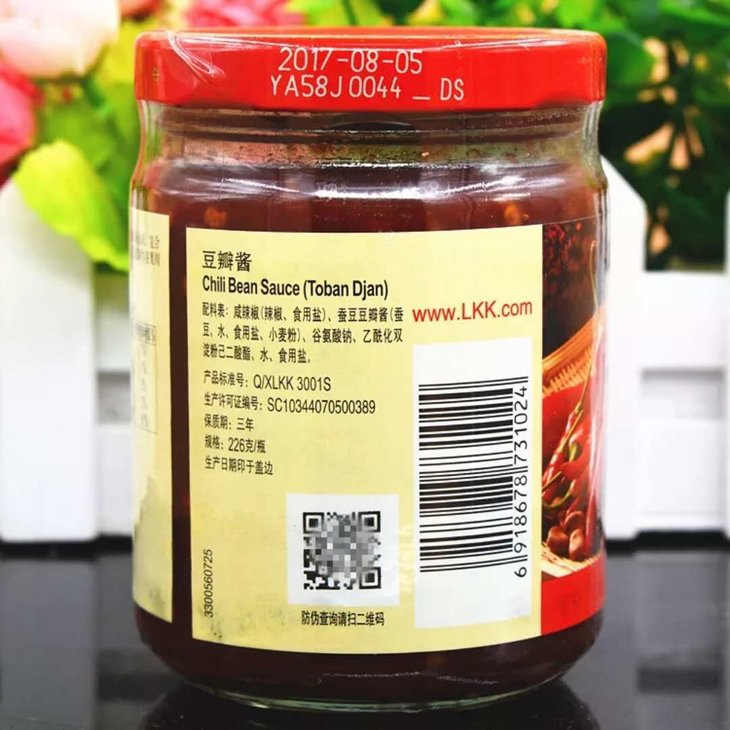 2017-08-05
YA58J0044 _ DS
豆瓣酱
Chili Bean Sauce (Toban Djan)
配料表：咸辣椒(辣椒、食用盐)、蚕豆豆瓣酱(蚕
豆、水、食用盐、小麦粉)、谷氨酸钠、乙酰化双
淀粉己二酸酯、水、食用盐。
产品标准号：Q/XLKK 3001S
生产许可证编号：SC10344070500389
保质期：三年
规格：226克/瓶
生产日期印于盖边
www.LKK.com
6 918678 731024
3300560725
防伪查询请扫二维码